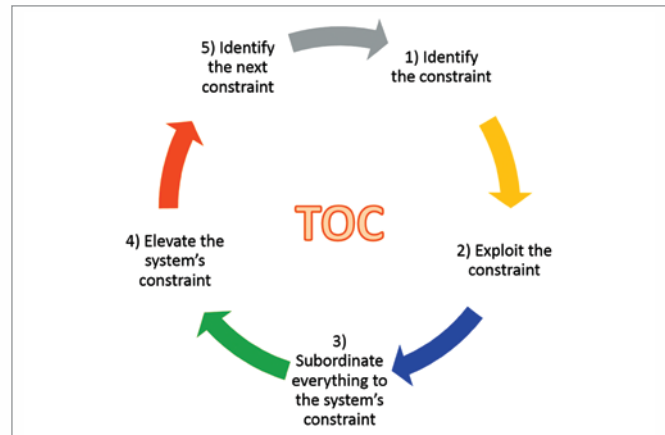 1) Identify
the constraint
2) Exploit the
constraint
3)
Subordinate
everything to
the system's
constraint
4) Elevate the
system's
constraint
5) Identify
the next
constraint
TOC